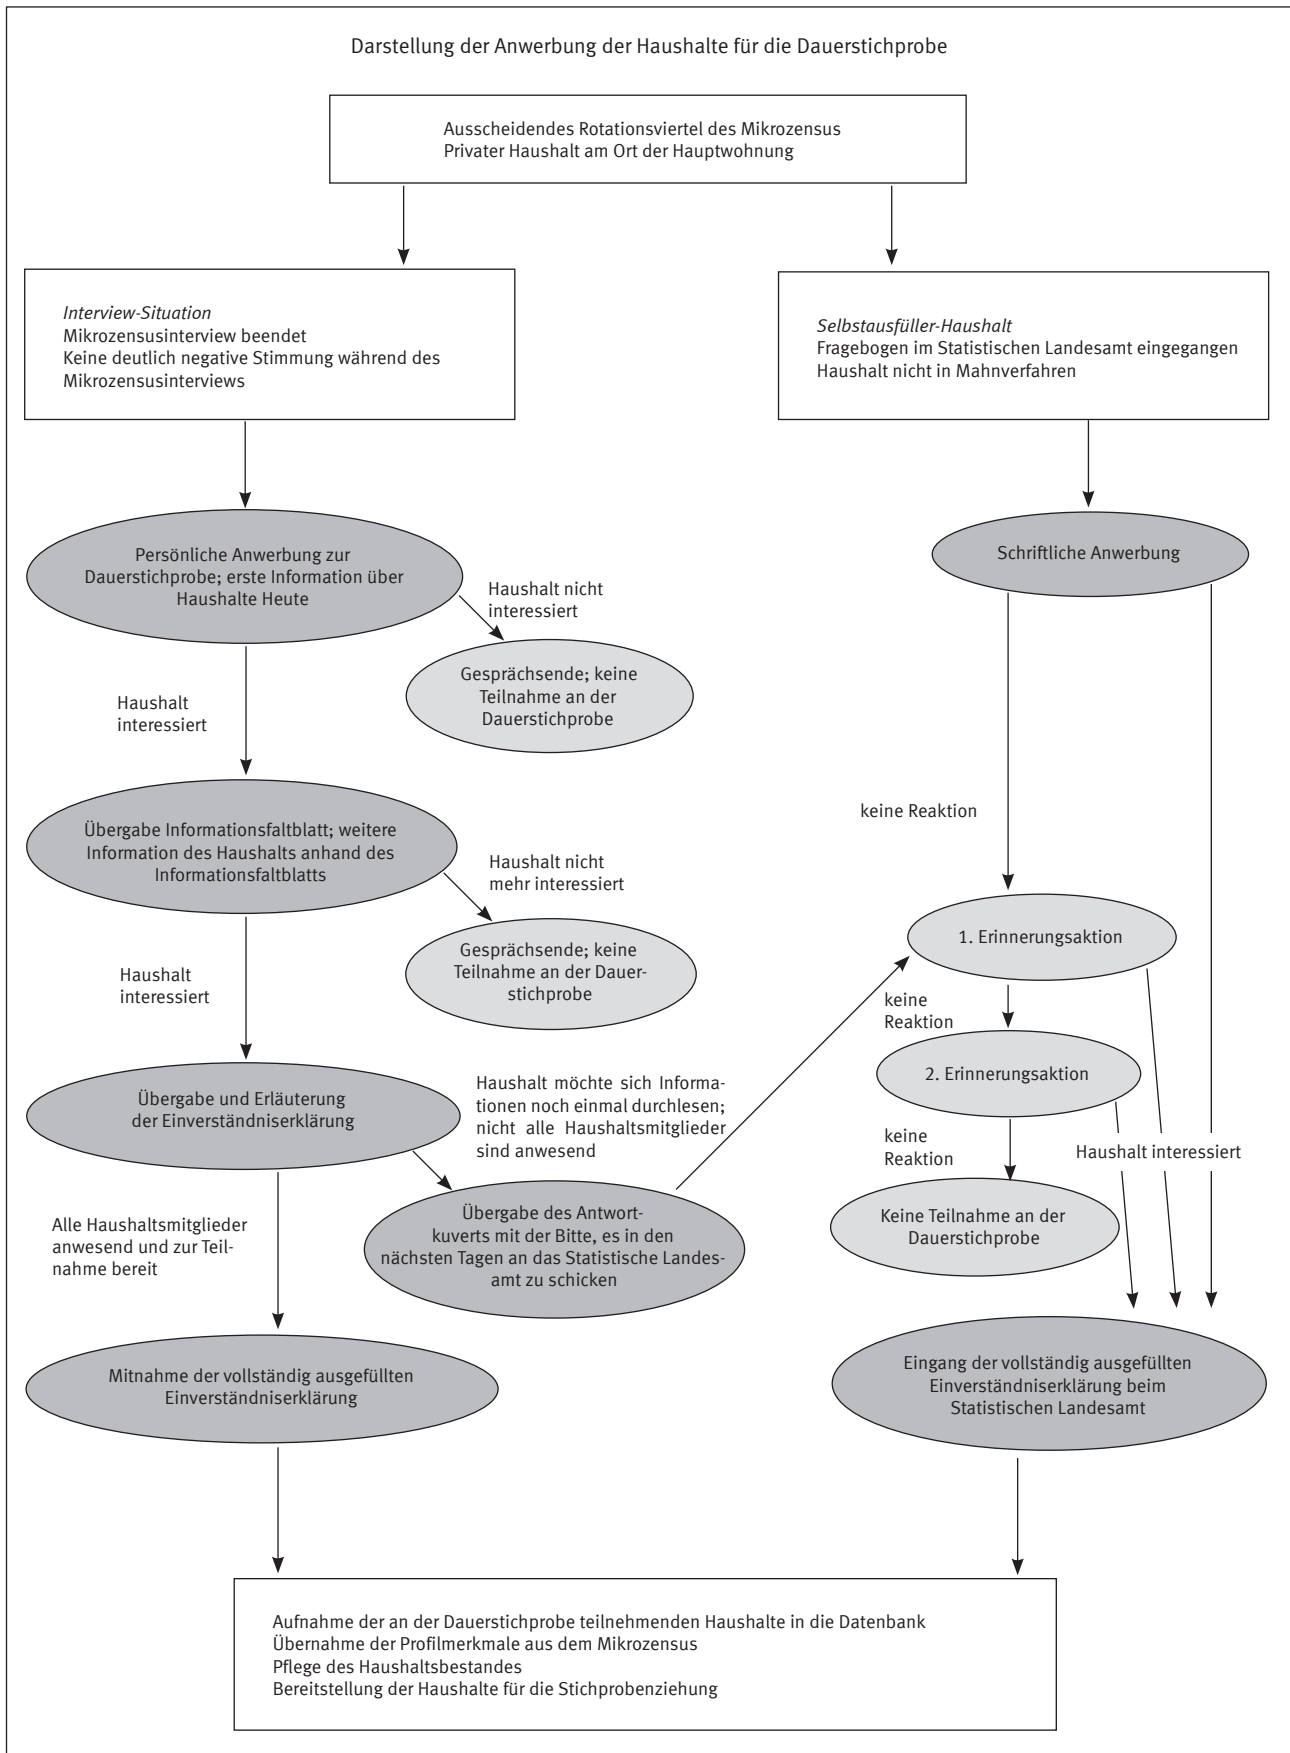 Darstellung der Anwerbung der Haushalte für die Dauerstichprobe
Ausscheidendes Rotationsviertel des Mikrozensus
Privater Haushalt am Ort der Hauptwohnung
Interview-Situation
Mikrozensusinterview beendet
Keine deutlich negative Stimmung während des
Mikrozensusinterviews
Selbstausfüller-Haushalt
Fragebogen im Statistischen Landesamt eingegangen
Haushalt nicht in Mahnverfahren
Persönliche Anwerbung zur
Dauerstichprobe; erste Information über
Haushalte Heute
Schriftliche Anwerbung
Haushalt nicht
interessiert
Gesprächsende; keine
Teilnahme an der
Dauerstichprobe
Haushalt
interessiert
keine Reaktion
Übergabe Informationsfaltblatt; weitere
Information des Haushalts anhand des
Informationsfaltblatts
Haushalt nicht
mehr interessiert
Gesprächsende; keine
Teilnahme an der Dauer-
stichprobe
1. Erinnerungsaktion
Haushalt
interessiert
keine
Reaktion
2. Erinnerungsaktion
Übergabe und Erläuterung
der Einverständniserklärung
Haushalt möchte sich Informa-
tionen noch einmal durchlesen;
nicht alle Haushaltsmitglieder
sind anwesend
keine
Reaktion
Haushalt interessiert
Alle Haushaltsmitglieder
anwesend und zur Teil-
nahme bereit
Übergabe des Antwort-
kuverts mit der Bitte, es in den
nächsten Tagen an das Statistische Landes-
amt zu schicken
Keine Teilnahme an der
Dauerstichprobe
Mitnahme der vollständig ausgefüllten
Einverständniserklärung
Eingang der vollständig ausgefüllten
Einverständniserklärung beim
Statistischen Landesamt
Aufnahme der an der Dauerstichprobe teilnehmenden Haushalte in die Datenbank
Übernahme der Profilmerkmale aus dem Mikrozensus
Pflege des Haushaltsbestandes
Bereitstellung der Haushalte für die Stichprobenziehung